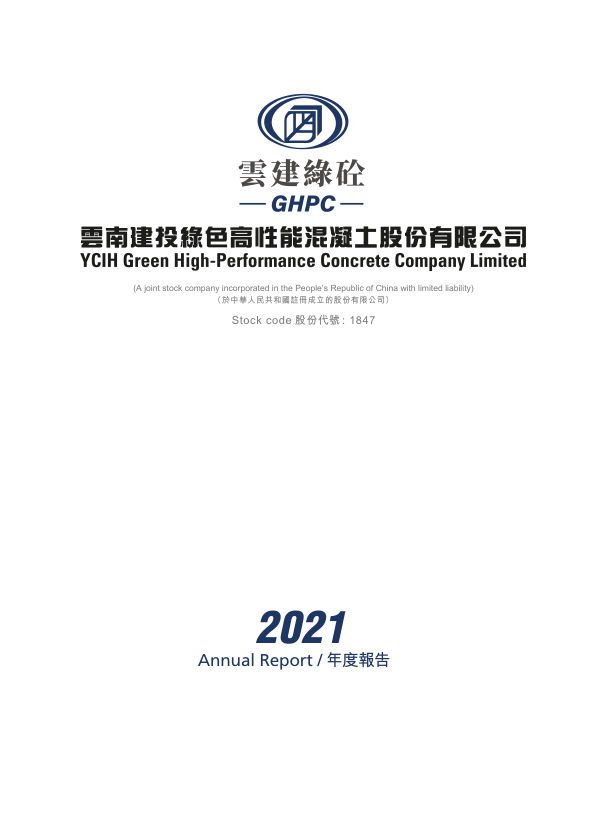 雲建綠砼
GHPC
雲南建投綠色高性能混凝土股份有限公司
YCIH Green High-Performance Concrete Company Limited
(A joint stock company incorporated in the People's Republic of China with limited liability)
（於中華人民共和國註冊成立的股份有限公司）
Stock code 股份代號 : 1847
2021
Annual Report / 年度報告